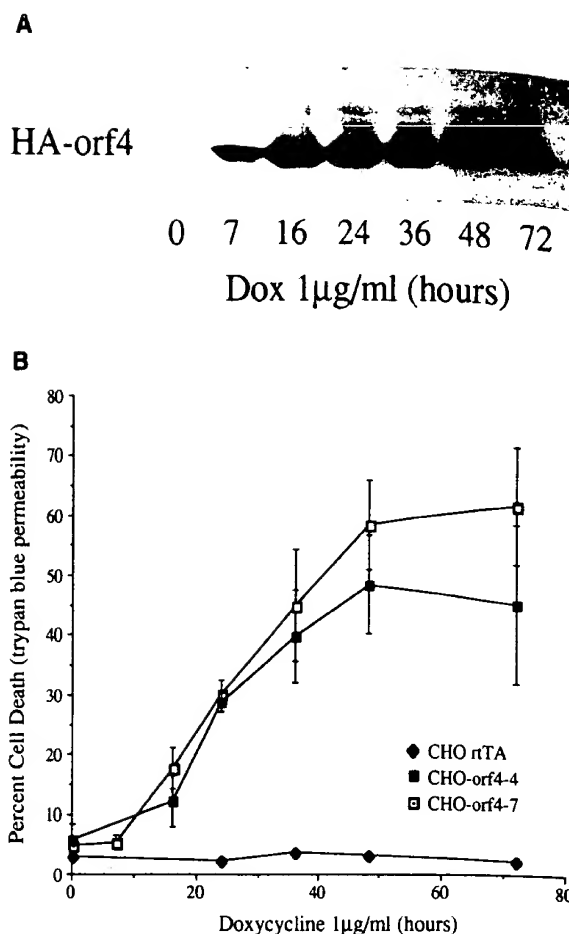 A
HA-orf4
0 7 16 24 36 48 72
Dox 1µg/ml (hours)
B
Percent Cell Death (trypan blue permeability)
80
70
60
50
40
30
20
10
0
CHO rtTA
CHO-orf4-4
CHO-orf4-7
0 20 40 60 80
Doxycycline 1µg/ml (hours)